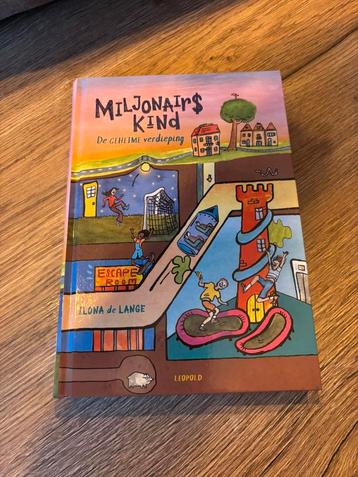 MILJONAIR$
KIND
De GEHEIME verdieping
ESCAPE
ROOM
ILONA de LANGE
LEOPOLD